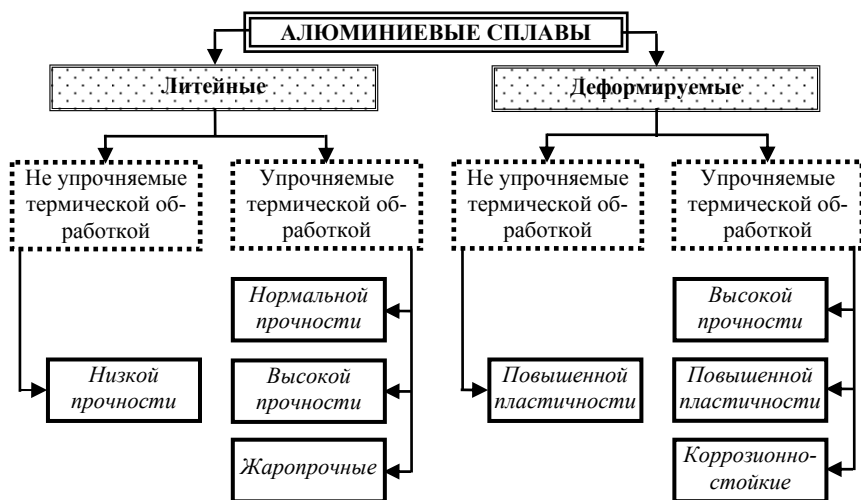 АЛЮМИНИЕВЫЕ СПЛАВЫ
Литейные
Деформируемые
Не упрочняемые
термической об-
работкой
Упрочняемые
термической об-
работкой
Не упрочняемые
термической об-
работкой
Упрочняемые
термической об-
работкой
Нормальной
прочности
Высокой
прочности
Низкой
прочности
Высокой
прочности
Повышенной
пластичности
Повышенной
пластичности
Жаропрочные
Коррозионно-
стойкие